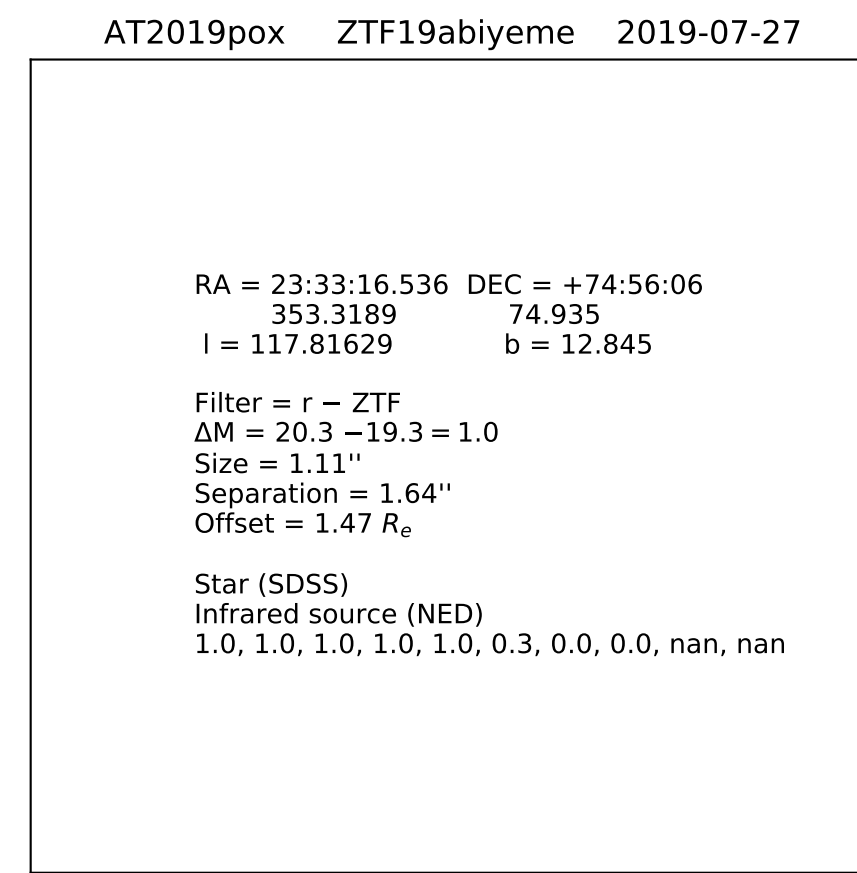 AT2019pox ZTF19abiyeme 2019-07-27
RA = 23:33:16.536 DEC = +74:56:06
353.3189 74.935
l = 117.81629 b = 12.845
Filter = r − ZTF
ΔM = 20.3 −19.3 = 1.0
Size = 1.11''
Separation = 1.64''
Offset = 1.47 Rₑ
Star (SDSS)
Infrared source (NED)
1.0, 1.0, 1.0, 1.0, 1.0, 0.3, 0.0, 0.0, nan, nan